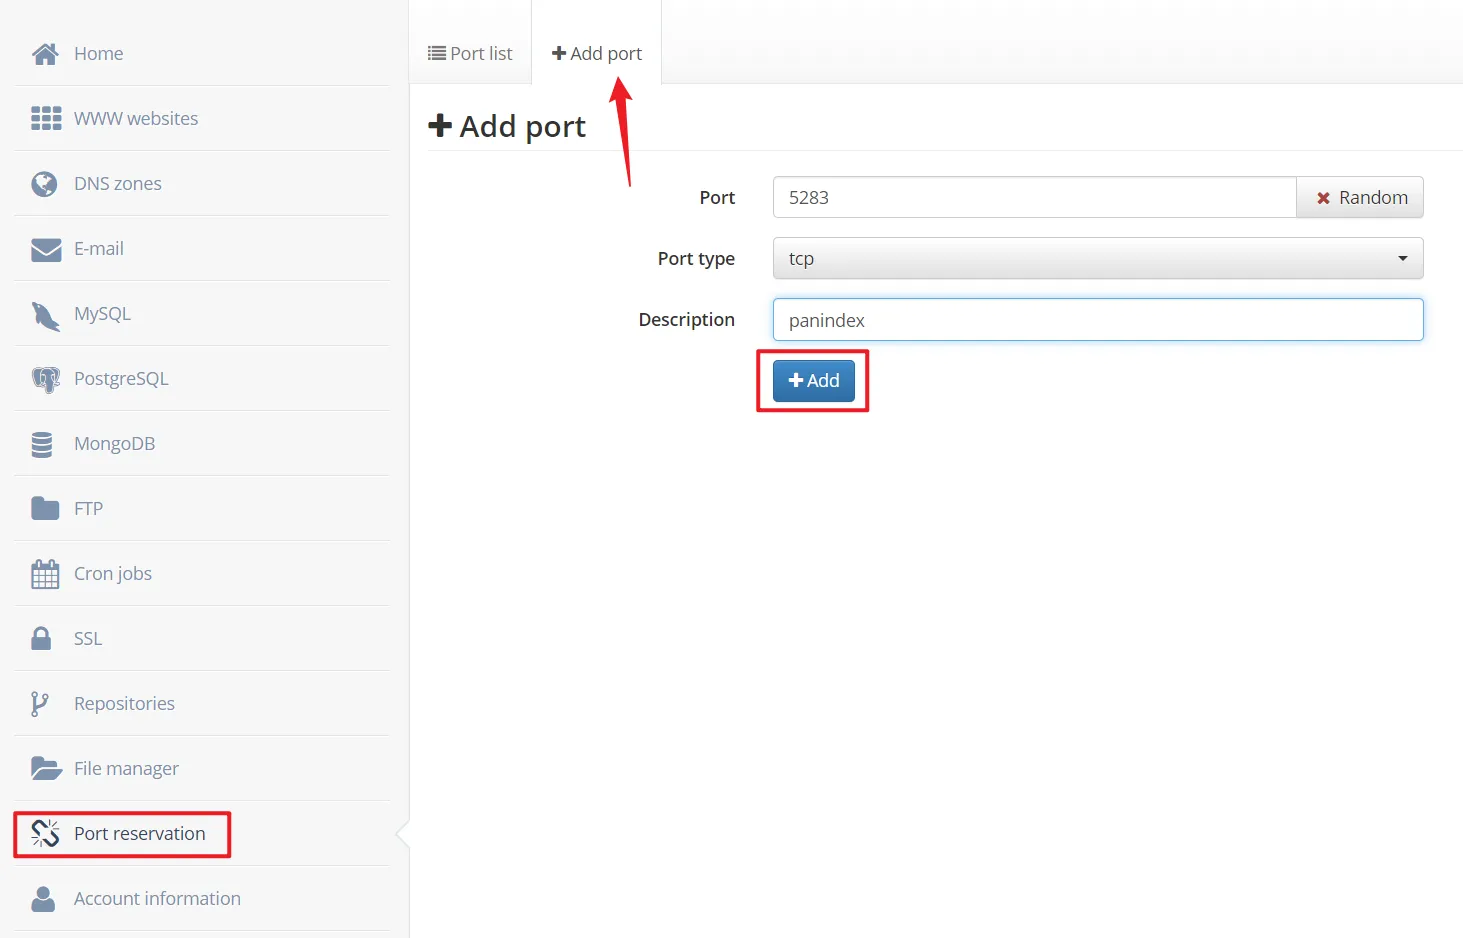 Home
WWW websites
DNS zones
E-mail
MySQL
PostgreSQL
MongoDB
FTP
Cron jobs
SSL
Repositories
File manager
Port reservation
Account information
Port list
Add port
Add port
Port
5283
Random
Port type
tcp
Description
panindex
Add